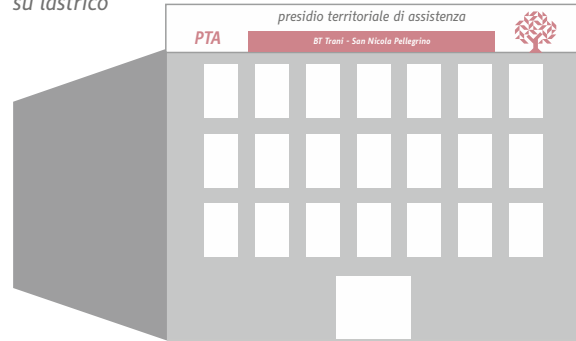 su lastrico
presidio territoriale di assistenza
PTA
BT Trani - San Nicola Pellegrino